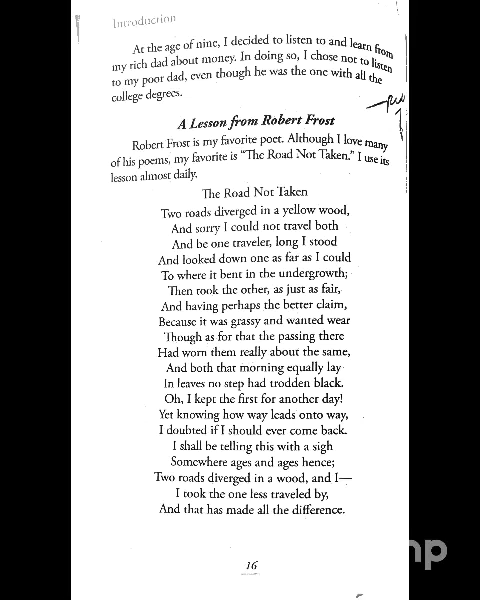 Introduction
At the age of nine, I decided to listen to and learn from
my rich dad about money. In doing so, I chose not to listen
to my poor dad, even though he was the one with all the
college degrees.
A Lesson from Robert Frost
Robert Frost is my favorite poet. Although I love many
of his poems, my favorite is “The Road Not Taken.” I use its
lesson almost daily.
The Road Not Taken
Two roads diverged in a yellow wood,
And sorry I could not travel both
And be one traveler, long I stood
And looked down one as far as I could
To where it bent in the undergrowth;
Then took the other, as just as fair,
And having perhaps the better claim,
Because it was grassy and wanted wear
Though as for that the passing there
Had worn them really about the same,
And both that morning equally lay
In leaves no step had trodden black.
Oh, I kept the first for another day!
Yet knowing how way leads onto way,
I doubted if I should ever come back.
I shall be telling this with a sigh
Somewhere ages and ages hence;
Two roads diverged in a wood, and I—
I took the one less traveled by,
And that has made all the difference.
16